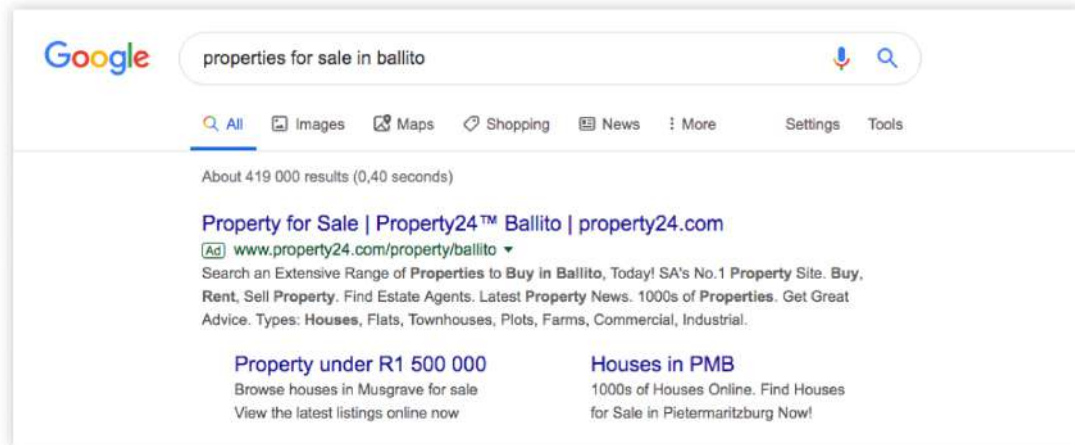 Google
properties for sale in ballito
All Images Maps Shopping News More Settings Tools
About 419 000 results (0,40 seconds)
Property for Sale | Property24™ Ballito | property24.com
Ad www.property24.com/property/ballito
Search an Extensive Range of Properties to Buy in Ballito, Today! SA's No.1 Property Site. Buy,
Rent, Sell Property. Find Estate Agents. Latest Property News. 1000s of Properties. Get Great
Advice. Types: Houses, Flats, Townhouses, Plots, Farms, Commercial, Industrial.
Property under R1 500 000
Browse houses in Musgrave for sale
View the latest listings online now
Houses in PMB
1000s of Houses Online. Find Houses
for Sale in Pietermaritzburg Now!